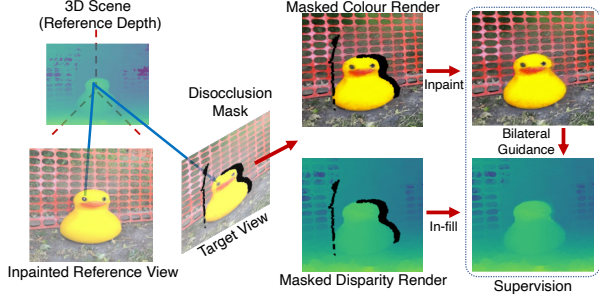 3D Scene
(Reference Depth)
Masked Colour Render
Disocclusion
Mask
Inpaint
Bilateral
Guidance
Target View
In-fill
Inpainted Reference View
Masked Disparity Render
Supervision